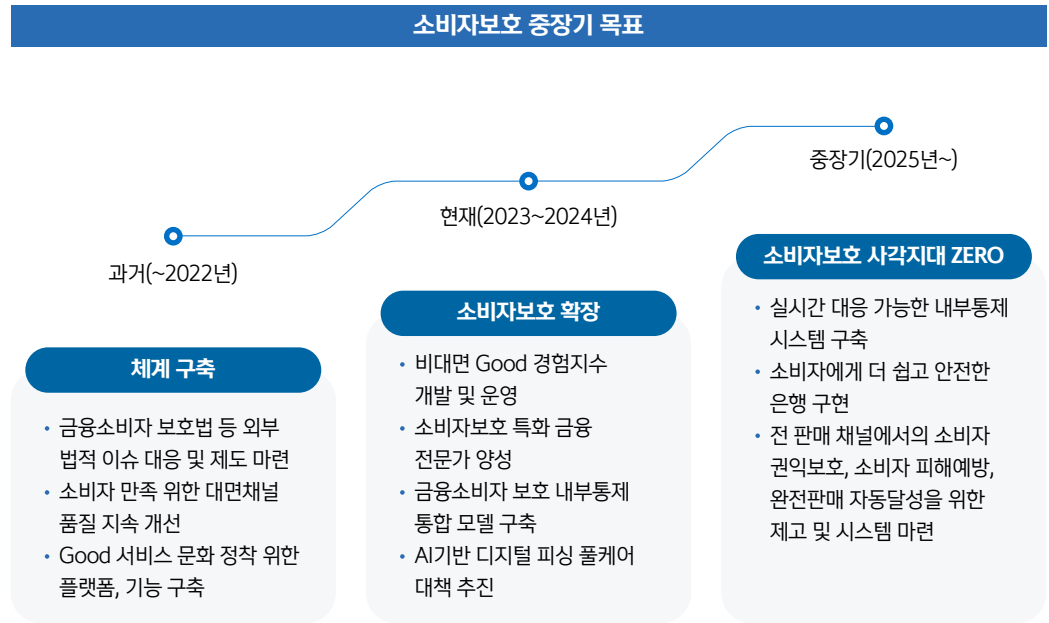 소비자보호 중장기 목표
과거(~2022년)
체계 구축
• 금융소비자 보호법 등 외부
법적 이슈 대응 및 제도 마련
• 소비자 만족 위한 대면채널
품질 지속 개선
• Good 서비스 문화 정착 위한
플랫폼, 기능 구축
현재(2023~2024년)
소비자보호 확장
• 비대면 Good 경험지수
개발 및 운영
• 소비자보호 특화 금융
전문가 양성
• 금융소비자 보호 내부통제
통합 모델 구축
• AI기반 디지털 피싱 풀케어
대책 추진
중장기(2025년~)
소비자보호 사각지대 ZERO
• 실시간 대응 가능한 내부통제
시스템 구축
• 소비자에게 더 쉽고 안전한
은행 구현
• 전 판매 채널에서의 소비자
권익보호, 소비자 피해예방,
완전판매 자동달성을 위한
제고 및 시스템 마련